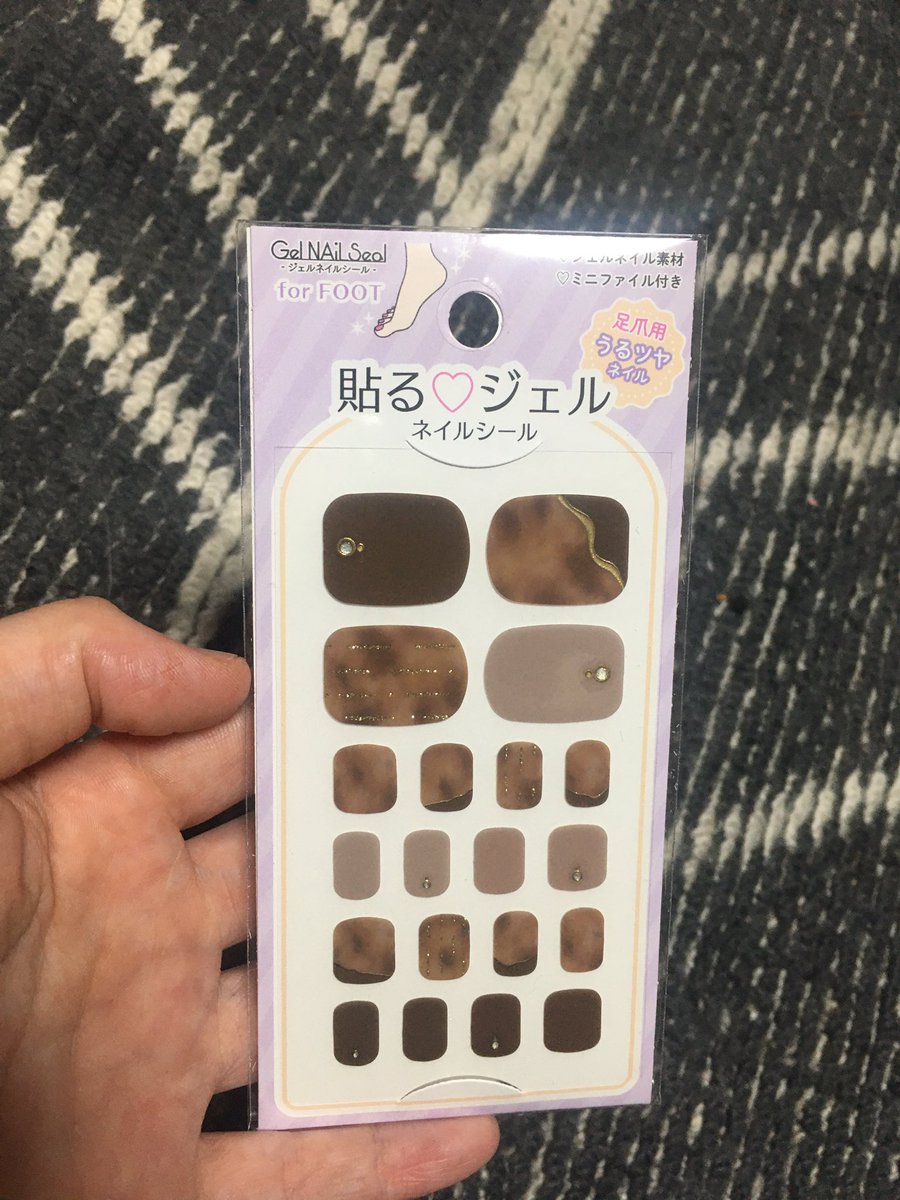 Gel NAiL Seal
- ジェルネイルシール -
for FOOT
♡ジェルネイル素材
♡ミニファイル付き
足爪用
うるツヤ
ネイル
貼る♡ジェル
ネイルシール